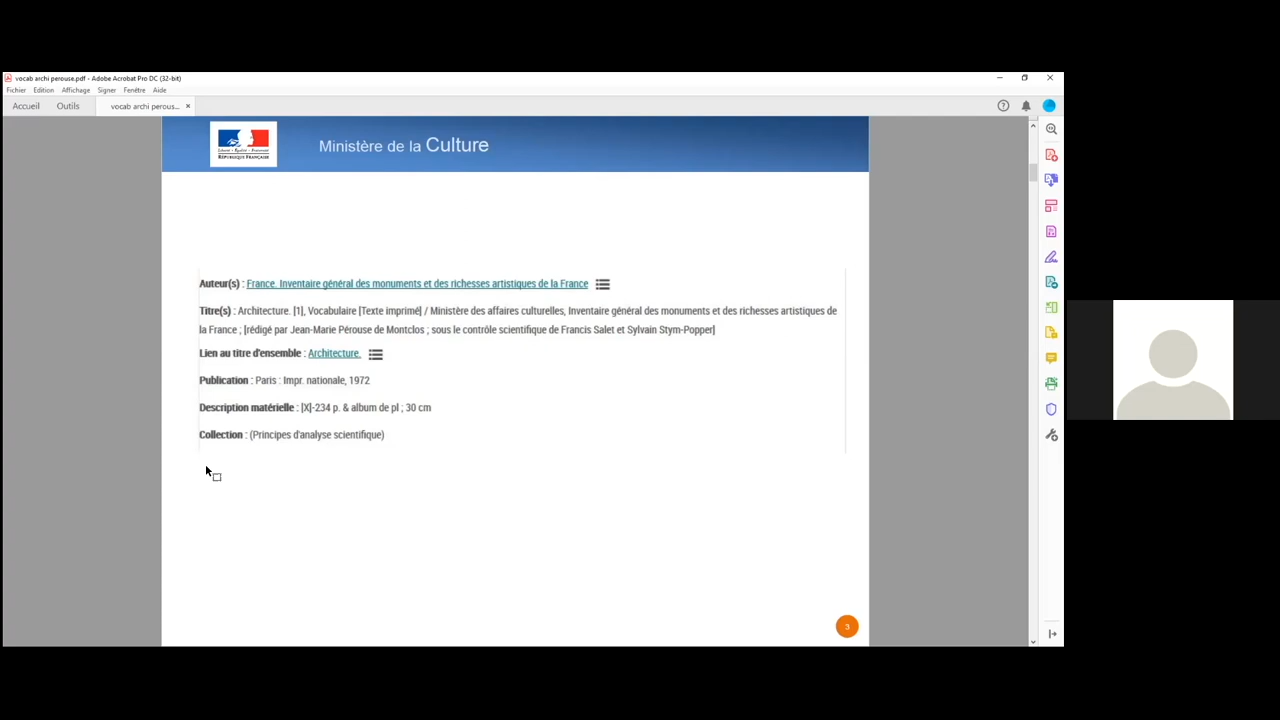 vocab archi perouse.pdf - Adobe Acrobat Pro DC (32-bit)
Fichier Edition Affichage Signer Fenêtre Aide
Accueil Outils vocab archi perous... ×
Liberté • Égalité • Fraternité
RÉPUBLIQUE FRANÇAISE
Ministère de la Culture
Auteur(s) : France. Inventaire général des monuments et des richesses artistiques de la France
Titre(s) : Architecture. [1], Vocabulaire [Texte imprimé] / Ministère des affaires culturelles, Inventaire général des monuments et des richesses artistiques de
la France ; [rédigé par Jean-Marie Pérouse de Montclos ; sous le contrôle scientifique de Francis Salet et Sylvain Stym-Popper]
Lien au titre d'ensemble : Architecture.
Publication : Paris : Impr. nationale, 1972
Description matérielle : [X]-234 p. & album de pl ; 30 cm
Collection : (Principes d'analyse scientifique)
3